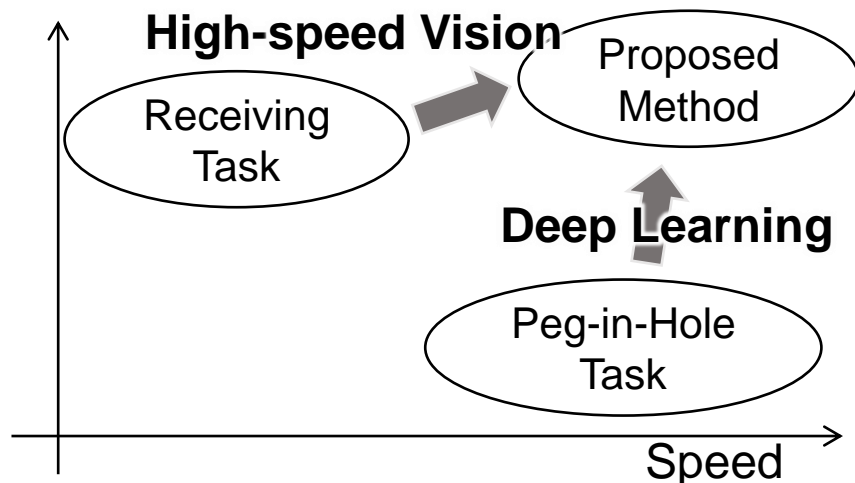 High-speed Vision
Proposed
Method
Receiving
Task
Deep Learning
Peg-in-Hole
Task
Speed